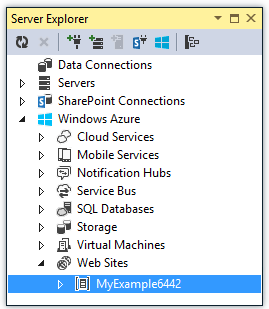 Server Explorer
Data Connections
Servers
SharePoint Connections
Windows Azure
Cloud Services
Mobile Services
Notification Hubs
Service Bus
SQL Databases
Storage
Virtual Machines
Web Sites
MyExample6442